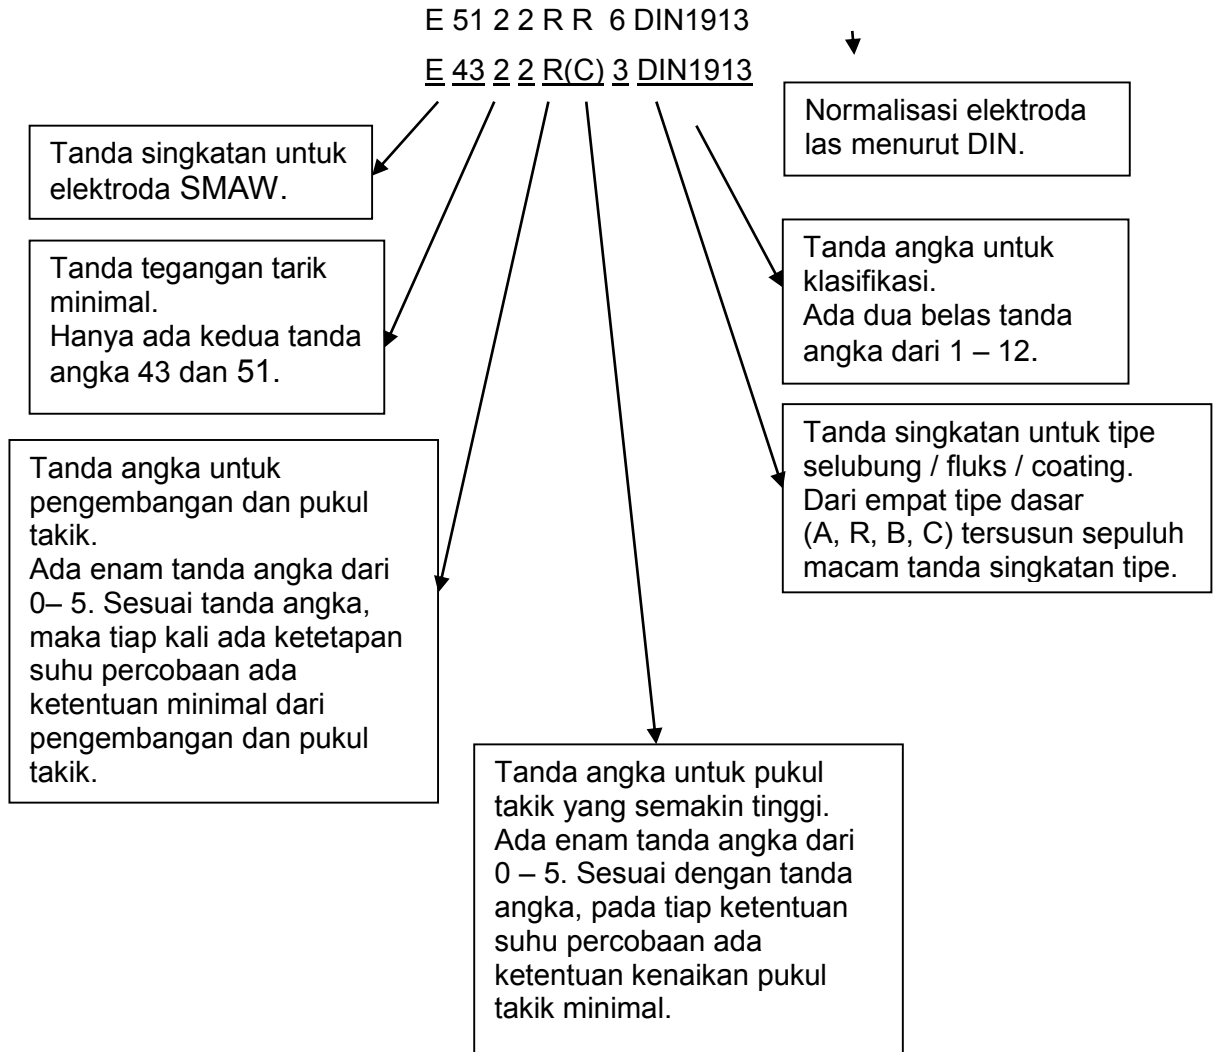 E 51 2 2 R R 6 DIN1913
E 43 2 2 R(C) 3 DIN1913
Normalisasi elektroda
las menurut DIN.
Tanda singkatan untuk
elektroda SMAW.
Tanda angka untuk
klasifikasi.
Ada dua belas tanda
angka dari 1 – 12.
Tanda tegangan tarik
minimal.
Hanya ada kedua tanda
angka 43 dan 51.
Tanda singkatan untuk tipe
selubung / fluks / coating.
Dari empat tipe dasar
(A, R, B, C) tersusun sepuluh
macam tanda singkatan tipe.
Tanda angka untuk
pengembangan dan pukul
takik.
Ada enam tanda angka dari
0– 5. Sesuai tanda angka,
maka tiap kali ada ketetapan
suhu percobaan ada
ketentuan minimal dari
pengembangan dan pukul
takik.
Tanda angka untuk pukul
takik yang semakin tinggi.
Ada enam tanda angka dari
0 – 5. Sesuai dengan tanda
angka, pada tiap ketentuan
suhu percobaan ada
ketentuan kenaikan pukul
takik minimal.